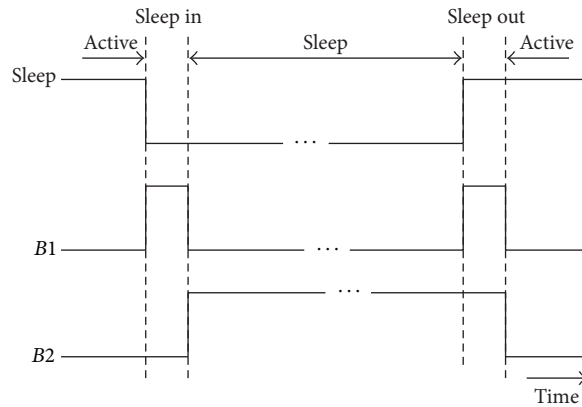 Sleep in
Sleep out
Active
Sleep
Active
Sleep
...
B1
...
...
B2
Time